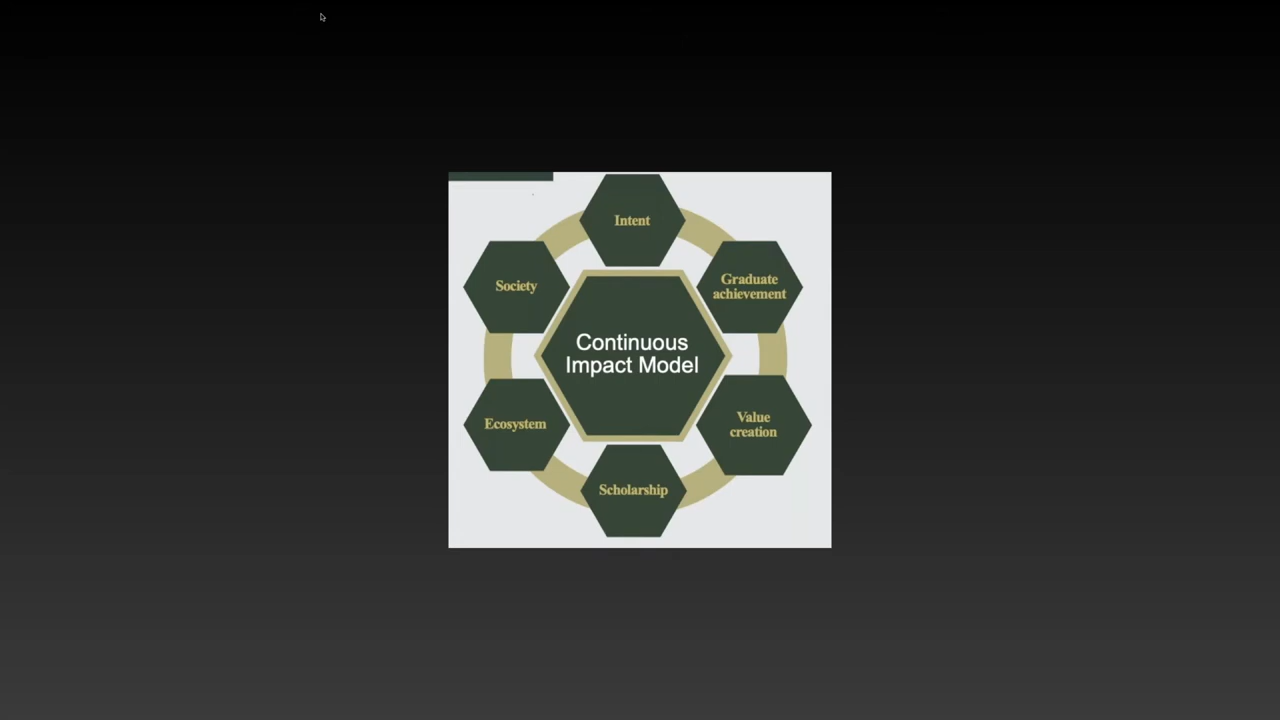 Intent
Society
Graduate
achievement
Continuous
Impact Model
Ecosystem
Value
creation
Scholarship